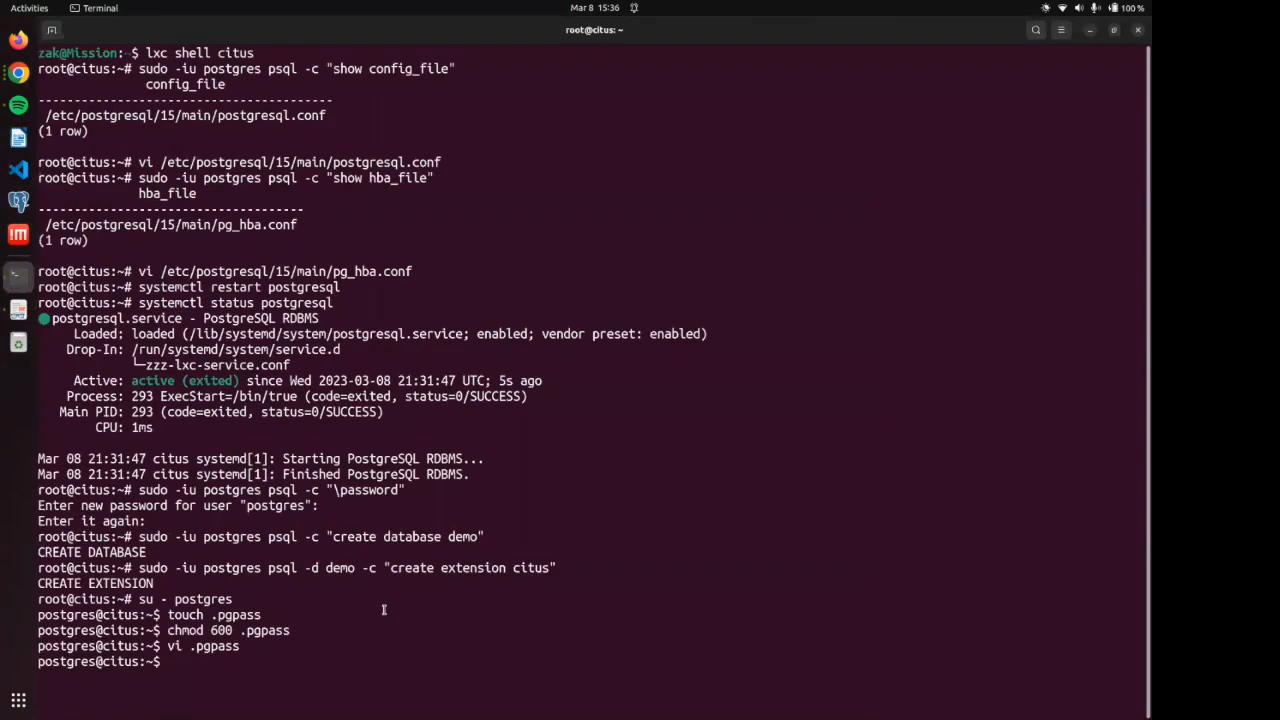 Activities
Terminal
Mar 8 15:36
100 %
root@citus: ~
zak@Mission:~$ lxc shell citus
root@citus:~# sudo -iu postgres psql -c "show config_file"
config_file
---------------------------------
/etc/postgresql/15/main/postgresql.conf
(1 row)
root@citus:~# vi /etc/postgresql/15/main/postgresql.conf
root@citus:~# sudo -iu postgres psql -c "show hba_file"
hba_file
-------------------------------------
/etc/postgresql/15/main/pg_hba.conf
(1 row)
root@citus:~# vi /etc/postgresql/15/main/pg_hba.conf
root@citus:~# systemctl restart postgresql
root@citus:~# systemctl status postgresql
postgresql.service - PostgreSQL RDBMS
Loaded: loaded (/lib/systemd/system/postgresql.service; enabled; vendor preset: enabled)
Drop-In: /run/systemd/system/service.d
└─zzz-lxc-service.conf
Active: active (exited) since Wed 2023-03-08 21:31:47 UTC; 5s ago
Process: 293 ExecStart=/bin/true (code=exited, status=0/SUCCESS)
Main PID: 293 (code=exited, status=0/SUCCESS)
CPU: 1ms
Mar 08 21:31:47 citus systemd[1]: Starting PostgreSQL RDBMS...
Mar 08 21:31:47 citus systemd[1]: Finished PostgreSQL RDBMS.
root@citus:~# sudo -iu postgres psql -c "\password"
Enter new password for user "postgres":
Enter it again:
root@citus:~# sudo -iu postgres psql -c "create database demo"
CREATE DATABASE
root@citus:~# sudo -iu postgres psql -d demo -c "create extension citus"
CREATE EXTENSION
root@citus:~# su - postgres
postgres@citus:~$ touch .pgpass
postgres@citus:~$ chmod 600 .pgpass
postgres@citus:~$ vi .pgpass
postgres@citus:~$